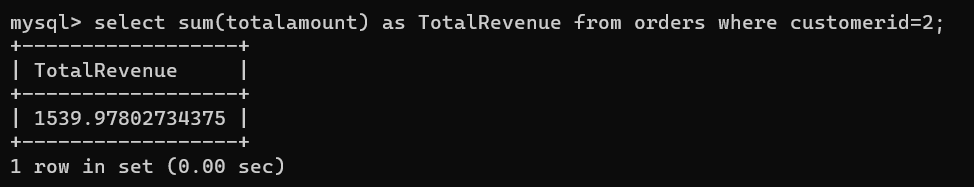 mysql> select sum(totalamount) as TotalRevenue from orders where customerid=2;
+------------------+
| TotalRevenue     |
+------------------+
| 1539.97802734375 |
+------------------+
1 row in set (0.00 sec)